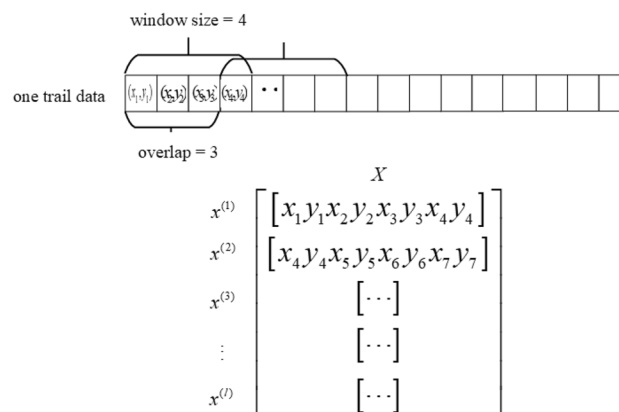 window size = 4
one trail data (x₁,y₁) (x₂,y₂) (x₃,y₃) (x₄,y₄) ··
overlap = 3
X
x⁽¹⁾ [x₁y₁x₂y₂x₃y₃x₄y₄]
x⁽²⁾ [x₄y₄x₅y₅x₆y₆x₇y₇]
x⁽³⁾ [···]
⋮ [···]
x⁽ˡ⁾ [···]